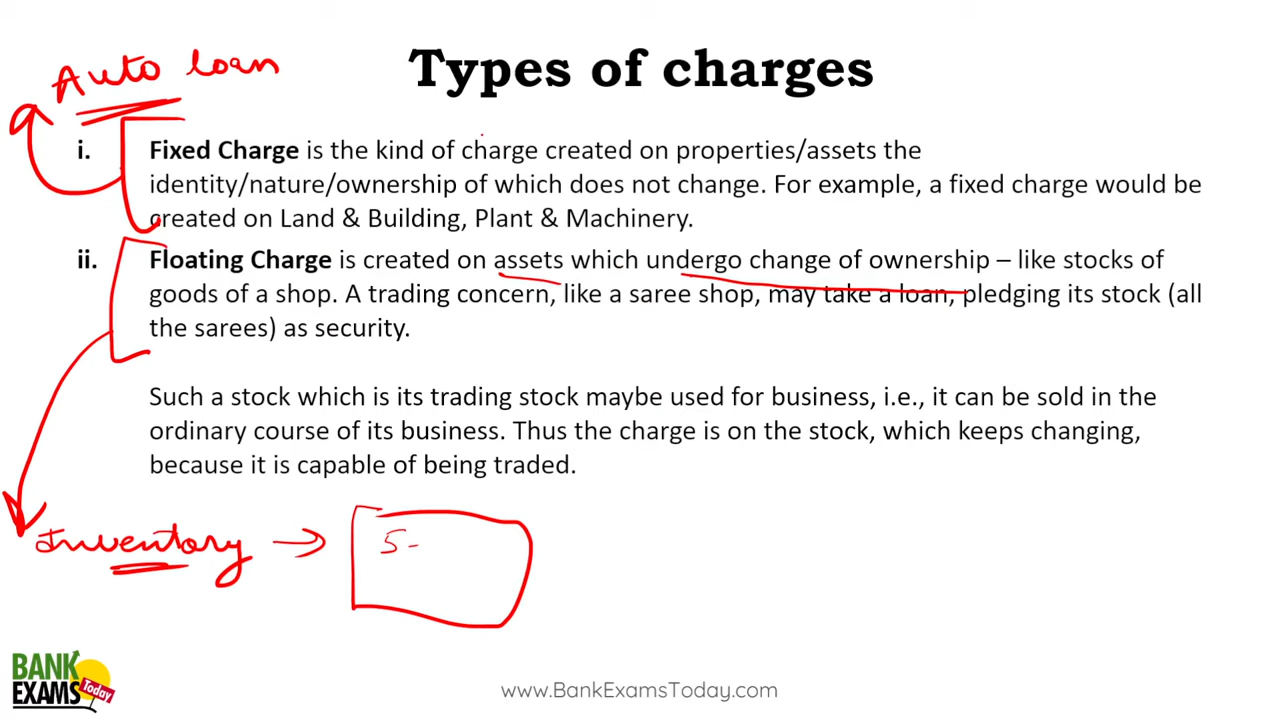 Auto loan
Types of charges
i. Fixed Charge is the kind of charge created on properties/assets the
identity/nature/ownership of which does not change. For example, a fixed charge would be
created on Land & Building, Plant & Machinery.
ii. Floating Charge is created on assets which undergo change of ownership – like stocks of
goods of a shop. A trading concern, like a saree shop, may take a loan, pledging its stock (all
the sarees) as security.
Such a stock which is its trading stock maybe used for business, i.e., it can be sold in the
ordinary course of its business. Thus the charge is on the stock, which keeps changing,
because it is capable of being traded.
Inventory → 5-
BANK
EXAMS Today
www.BankExamsToday.com